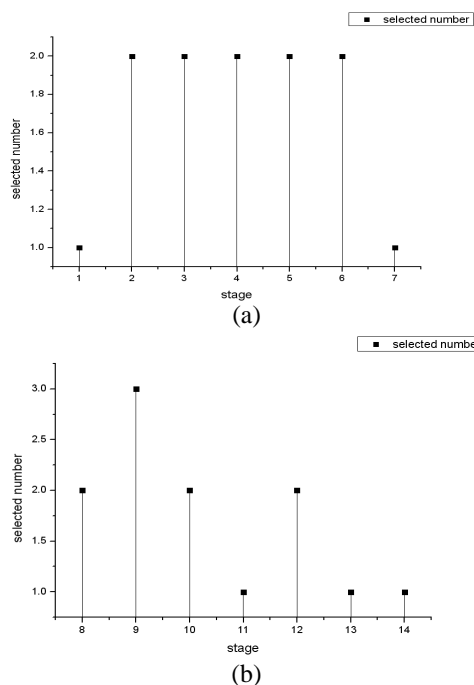 selected number
2.0
1.8
1.6
1.4
1.2
1.0
selected number
1 2 3 4 5 6 7
stage
(a)
selected numbe
3.0
2.5
2.0
1.5
1.0
selected number
8 9 10 11 12 13 14
stage
(b)